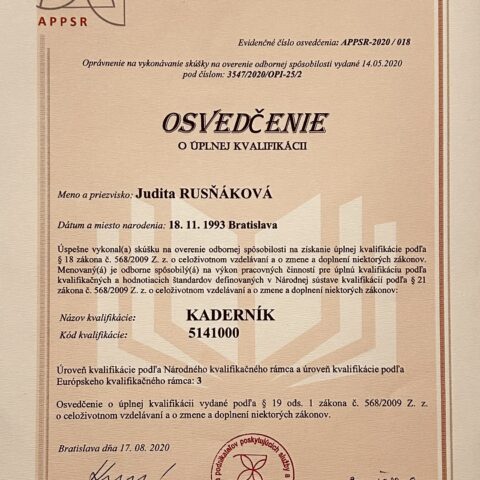 APPSR
Evidenčné číslo osvedčenia: APPSR-2020 / 018
Oprávnenie na vykonávanie skúšky na overenie odbornej spôsobilosti vydané 14.05.2020
pod číslom: 3547/2020/OPI-25/2
OSVEDČENIE
O ÚPLNEJ KVALIFIKÁCII
Meno a priezvisko: Judita RUSŇÁKOVÁ
Dátum a miesto narodenia: 18. 11. 1993 Bratislava
Úspešne vykonal(a) skúšku na overenie odbornej spôsobilosti na získanie úplnej kvalifikácie podľa
§ 18 zákona č. 568/2009 Z. z. o celoživotnom vzdelávaní a o zmene a doplnení niektorých zákonov.
Menovaný(á) je odborne spôsobilý(á) na výkon pracovných činností pre úplnú kvalifikáciu podľa
kvalifikačných a hodnotiacich štandardov definovaných v Národnej sústave kvalifikácií podľa § 21
zákona č. 568/2009 Z. z. o celoživotnom vzdelávaní a o zmene a doplnení niektorých zákonov:
Názov kvalifikácie: KADERNÍK
Kód kvalifikácie: 5141000
Úroveň kvalifikácie podľa Národného kvalifikačného rámca a úroveň kvalifikácie podľa
Európskeho kvalifikačného rámca: 3
Osvedčenie o úplnej kvalifikácii vydané podľa § 19 ods. 1 zákona č. 568/2009 Z. z.
o celoživotnom vzdelávaní a o zmene a doplnení niektorých zákonov.
Bratislava dňa 17. 08. 2020
podnikateľov poskytujúcich služby a